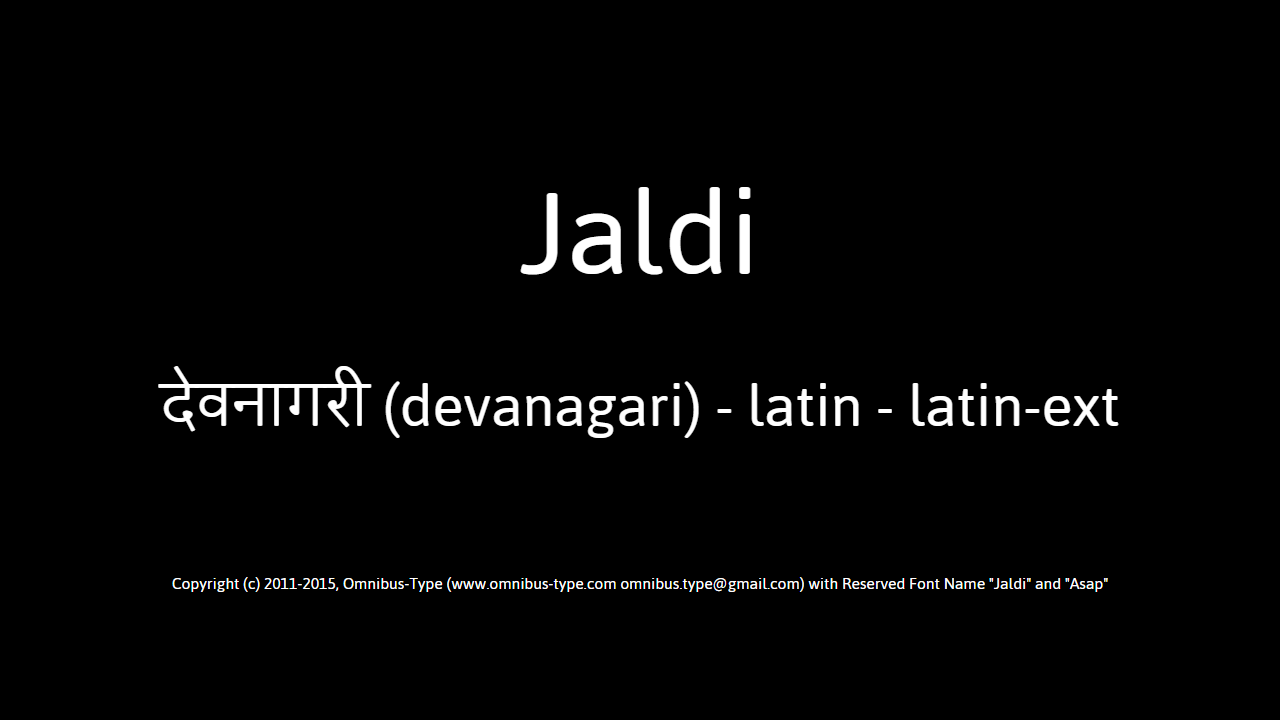 Jaldi
देवनागरी (devanagari) - latin - latin-ext
Copyright (c) 2011-2015, Omnibus-Type (www.omnibus-type.com omnibus.type@gmail.com) with Reserved Font Name "Jaldi" and "Asap"